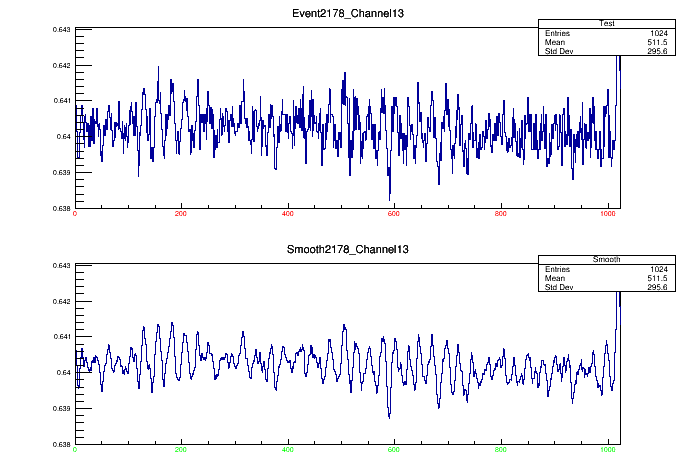 Event2178_Channel13
Test
Entries 1024
Mean 511.5
Std Dev 295.6
0.643
0.642
0.641
0.64
0.639
0.638
0 200 400 600 800 1000
Smooth2178_Channel13
Smooth
Entries 1024
Mean 511.5
Std Dev 295.6
0.643
0.642
0.641
0.64
0.639
0.638
0 200 400 600 800 1000